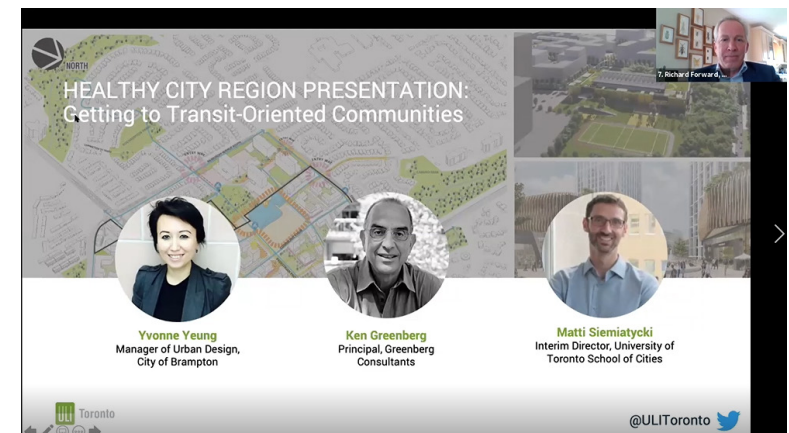 NORTH
HEALTHY CITY REGION PRESENTATION:
Getting to Transit-Oriented Communities
7. Richard Forward, ...
Yvonne Yeung
Manager of Urban Design,
City of Brampton
Ken Greenberg
Principal, Greenberg
Consultants
Matti Siemiatycki
Interim Director, University of
Toronto School of Cities
ULI Toronto
@ULIToronto